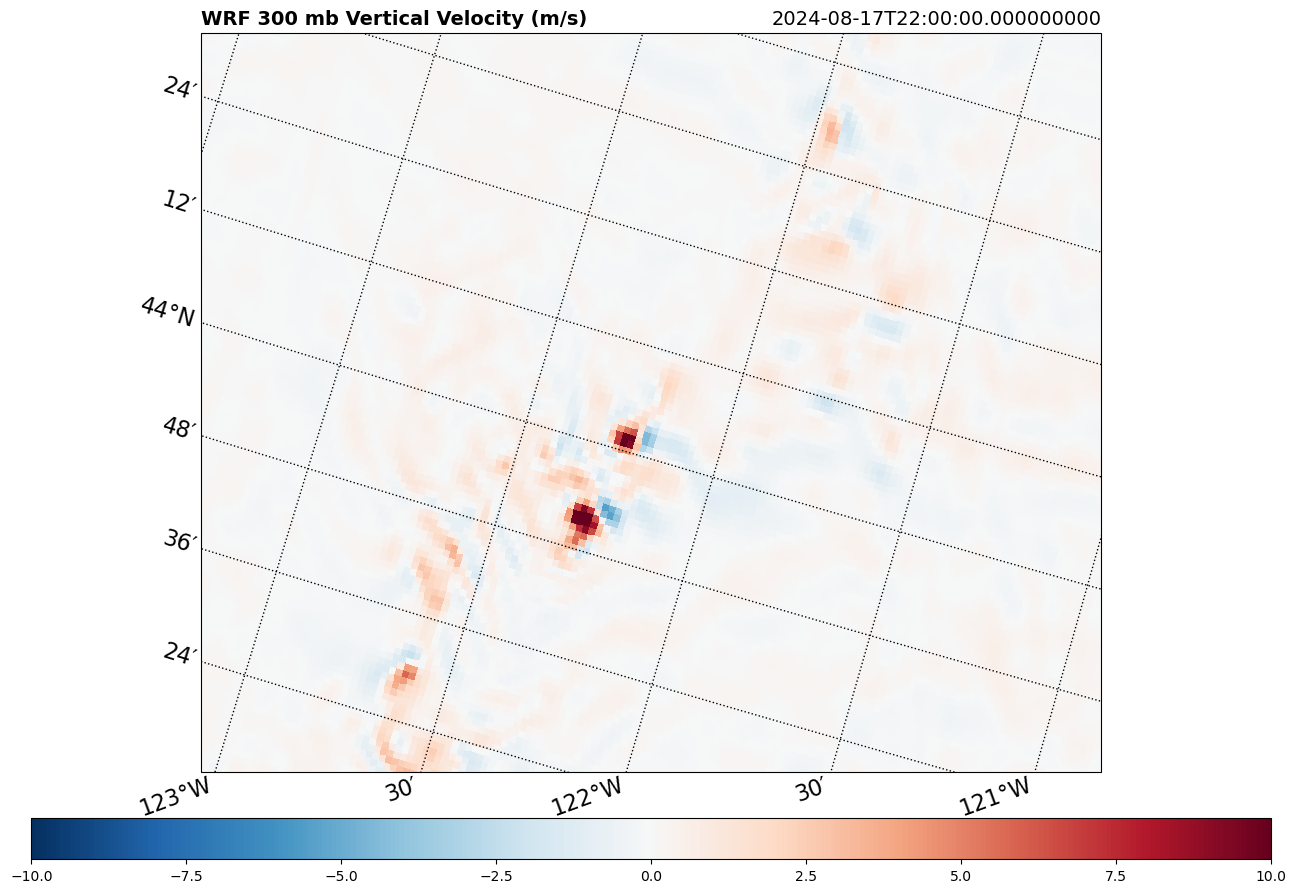 WRF 300 mb Vertical Velocity (m/s) 2024-08-17T22:00:00.000000000
24′
12′
44°N
48′
36′
24′
123°W 30′ 122°W 30′ 121°W
−10.0 −7.5 −5.0 −2.5 0.0 2.5 5.0 7.5 10.0